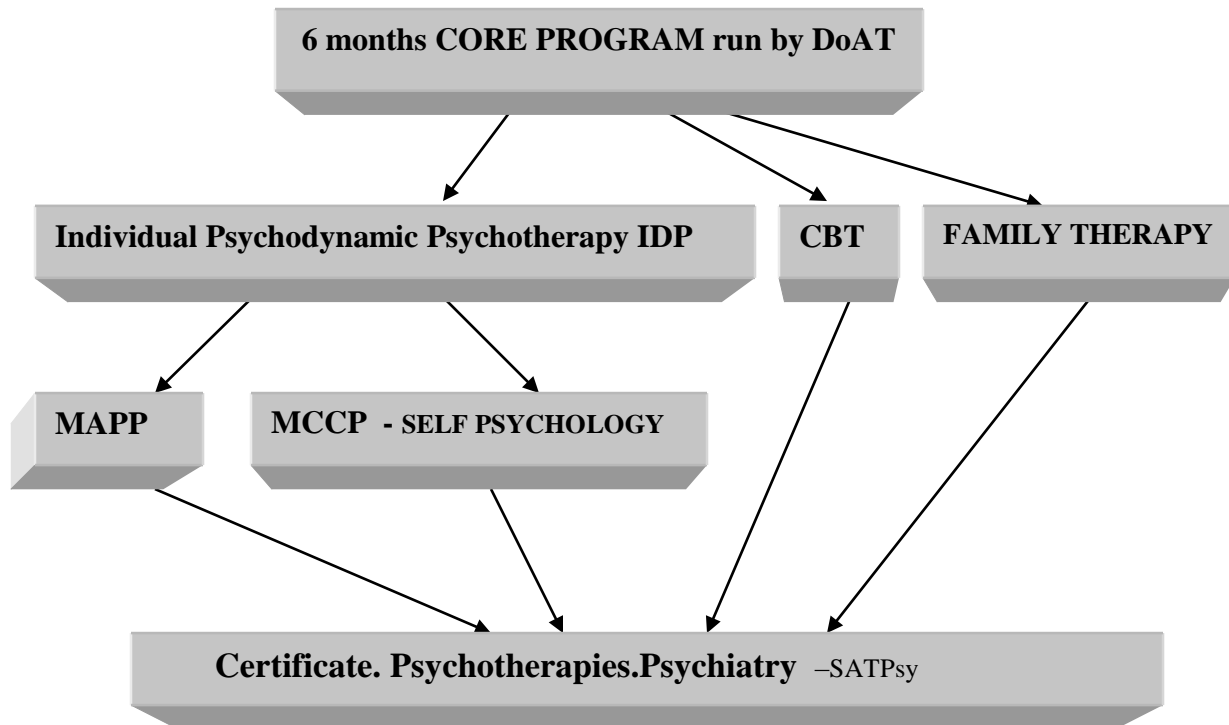 6 months CORE PROGRAM run by DoAT
Individual Psychodynamic Psychotherapy IDP
CBT
FAMILY THERAPY
MAPP
MCCP - SELF PSYCHOLOGY
Certificate. Psychotherapies.Psychiatry –SATPsy